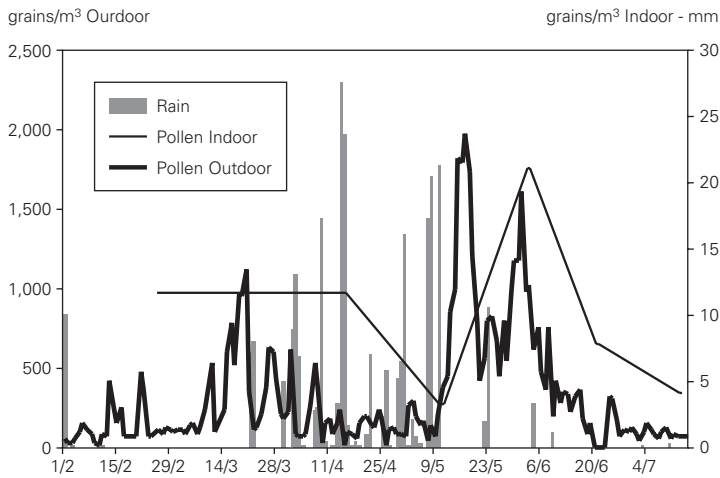 grains/m³ Ourdoor
grains/m³ Indoor - mm
2,500
2,000
1,500
1,000
500
0
Rain
Pollen Indoor
Pollen Outdoor
30
25
20
15
10
5
0
1/2 15/2 29/2 14/3 28/3 11/4 25/4 9/5 23/5 6/6 20/6 4/7